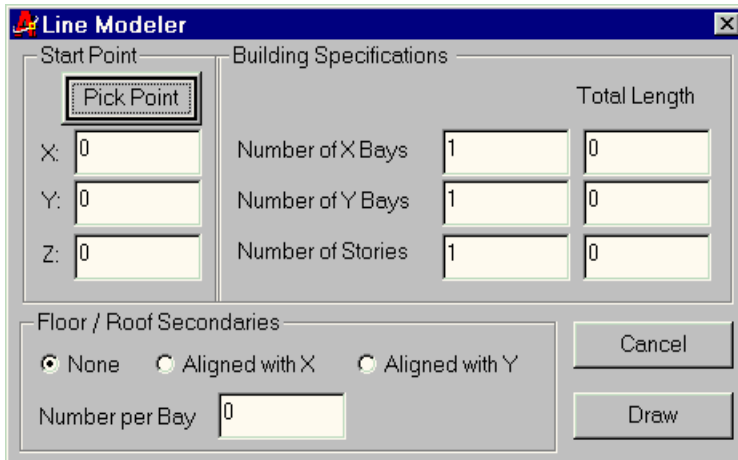 Line Modeler
Start Point
Pick Point
X: 0
Y: 0
Z: 0
Building Specifications
Total Length
Number of X Bays 1 0
Number of Y Bays 1 0
Number of Stories 1 0
Floor / Roof Secondaries
None Aligned with X Aligned with Y
Number per Bay 0
Cancel
Draw